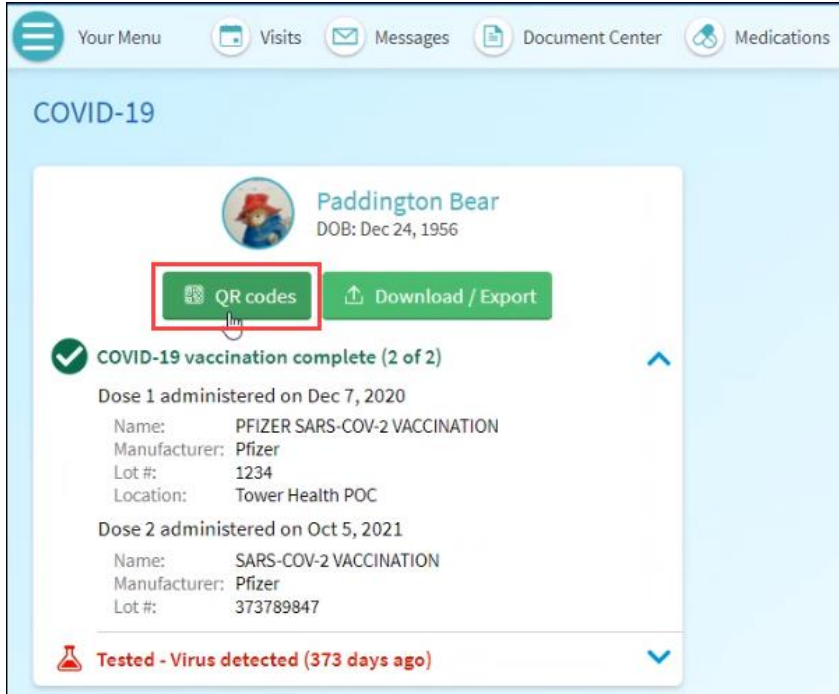 Your Menu Visits Messages Document Center Medications
COVID-19
Paddington Bear
DOB: Dec 24, 1956
QR codes Download / Export
COVID-19 vaccination complete (2 of 2)
Dose 1 administered on Dec 7, 2020
Name: PFIZER SARS-COV-2 VACCINATION
Manufacturer: Pfizer
Lot #: 1234
Location: Tower Health POC
Dose 2 administered on Oct 5, 2021
Name: SARS-COV-2 VACCINATION
Manufacturer: Pfizer
Lot #: 373789847
Tested - Virus detected (373 days ago)